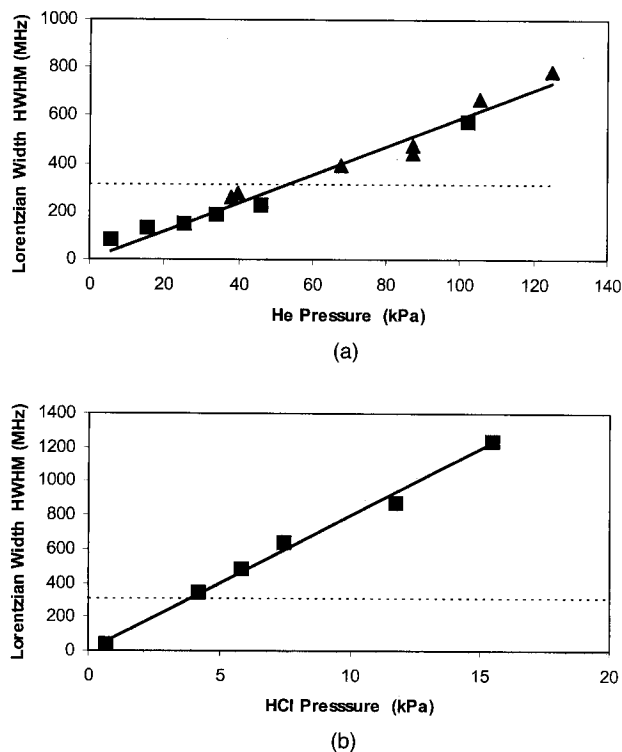 Lorentzian Width HWHM (MHz)
1000
800
600
400
200
0
0 20 40 60 80 100 120 140
He Pressure (kPa)
(a)
Lorentzian Width HWHM (MHz)
1400
1200
1000
800
600
400
200
0
0 5 10 15 20
HCl Presssure (kPa)
(b)